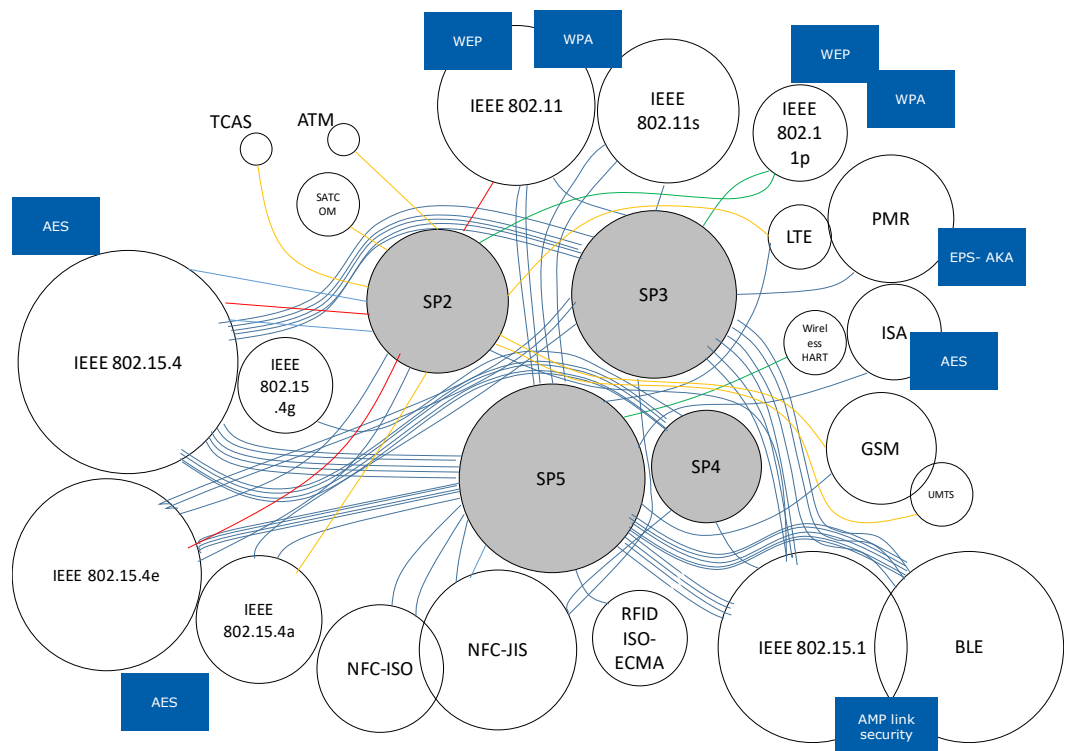 WEP
WPA
WEP
WPA
IEEE 802.11
IEEE
802.11s
IEEE
802.1
1p
TCAS
ATM
SATC
OM
AES
PMR
LTE
EPS- AKA
SP2
SP3
IEEE 802.15.4
IEEE
802.15
.4g
Wirel
ess
HART
ISA
AES
GSM
UMTS
SP4
SP5
IEEE 802.15.4e
IEEE
802.15.4a
NFC-ISO
NFC-JIS
RFID
ISO-
ECMA
IEEE 802.15.1
BLE
AES
AMP link
security